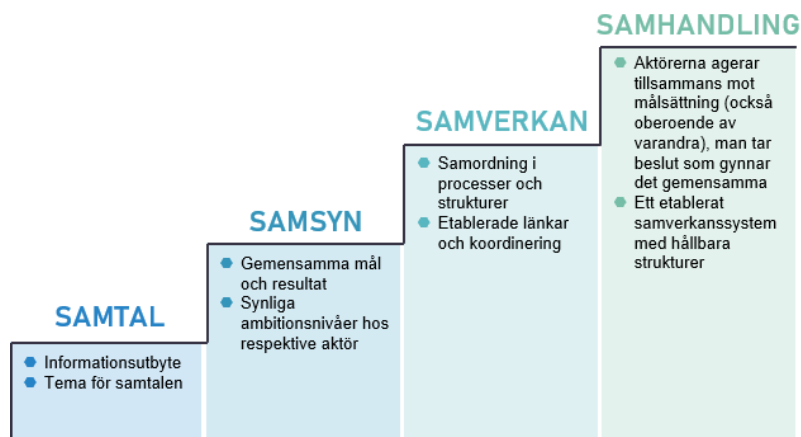 SAMTAL
Informationsutbyte
Tema för samtalen
SAMSYN
Gemensamma mål
och resultat
Synliga
ambitionsnivåer hos
respektive aktör
SAMVERKAN
Samordning i
processer och
strukturer
Etablerade länkar
och koordinering
SAMHANDLING
Aktörerna agerar
tillsammans mot
målsättning (också
oberoende av
varandra), man tar
beslut som gynnar
det gemensamma
Ett etablerat
samverkanssystem
med hållbara
strukturer